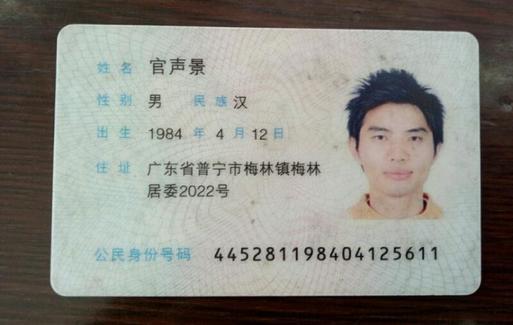 姓名 官声景
性别 男 民族 汉
出生 1984 年 4 月 12 日
住址 广东省普宁市梅林镇梅林
居委2022号
公民身份号码 445281198404125611